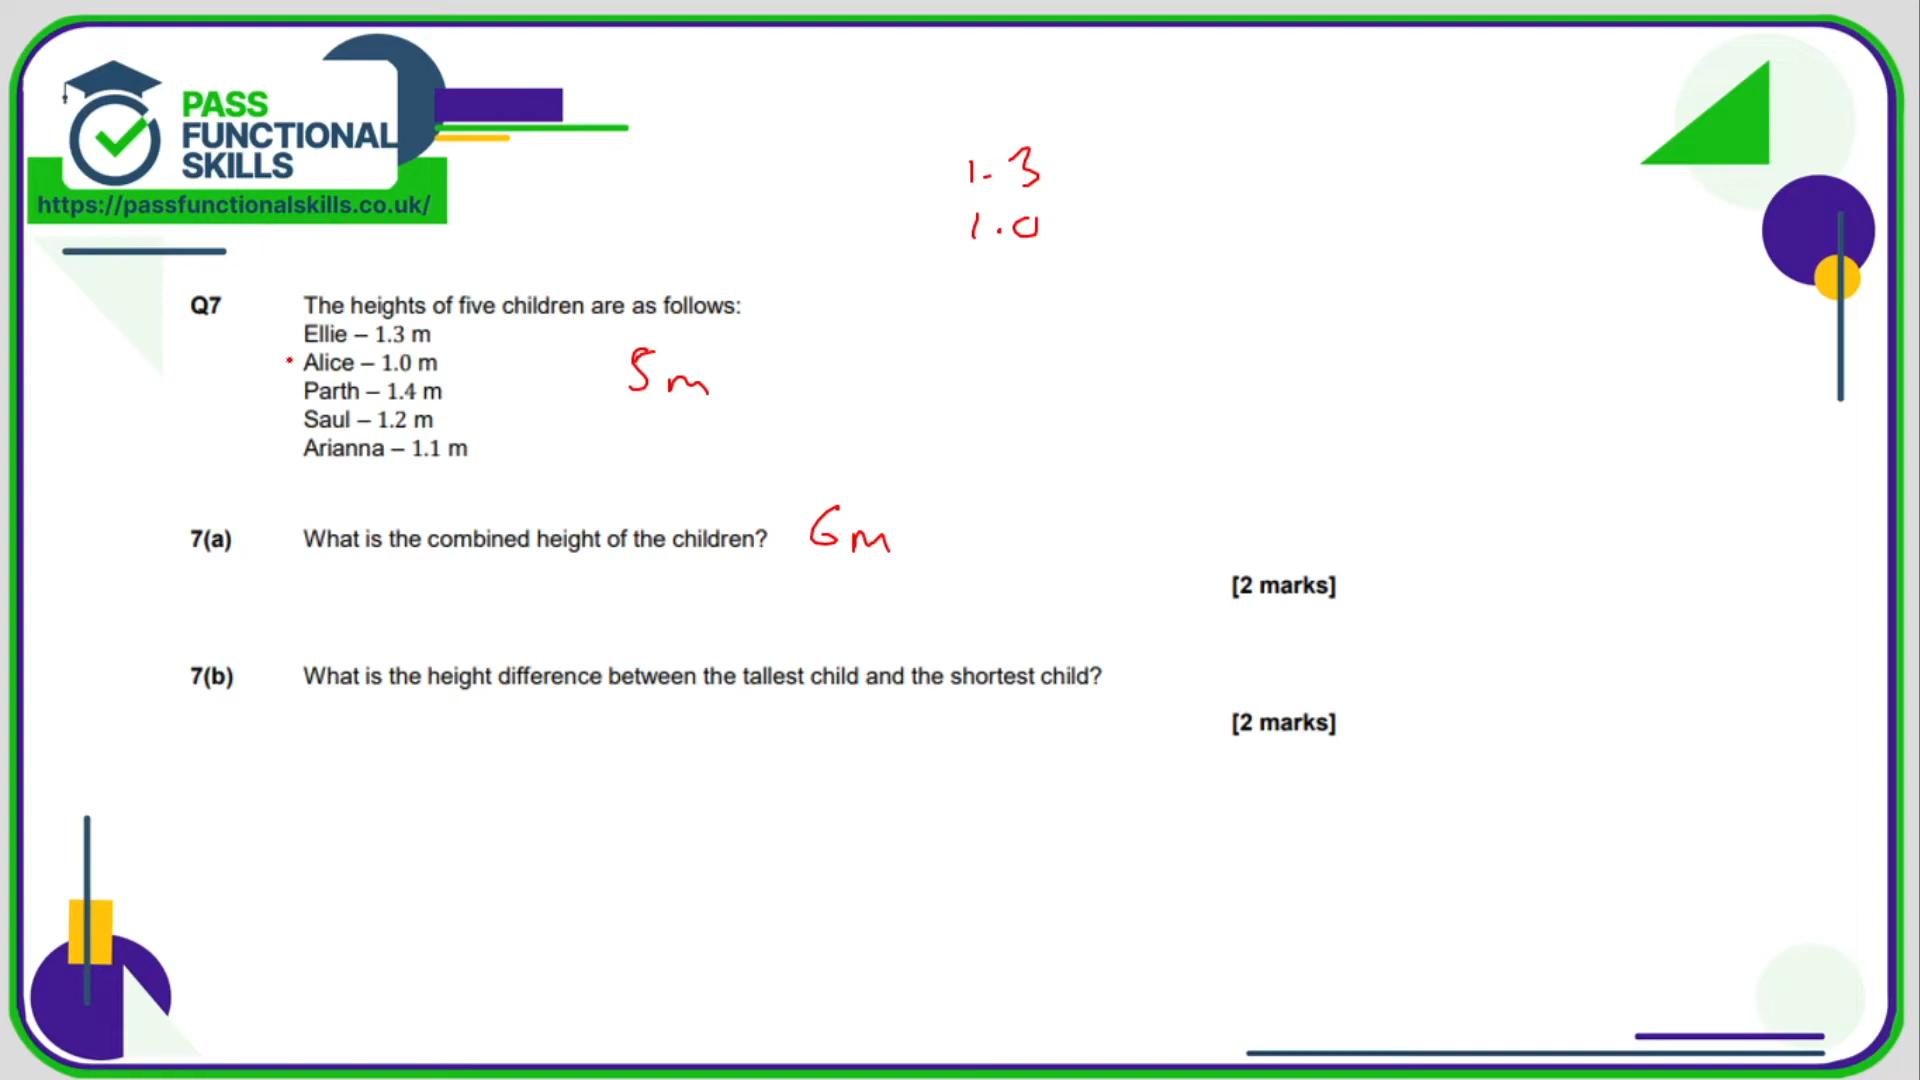 PASS
FUNCTIONAL
SKILLS
https://passfunctionalskills.co.uk/
1.3
1.0
Q7 The heights of five children are as follows:
Ellie – 1.3 m
Alice – 1.0 m
5m
Parth – 1.4 m
Saul – 1.2 m
Arianna – 1.1 m
7(a) What is the combined height of the children? 6m
[2 marks]
7(b) What is the height difference between the tallest child and the shortest child?
[2 marks]